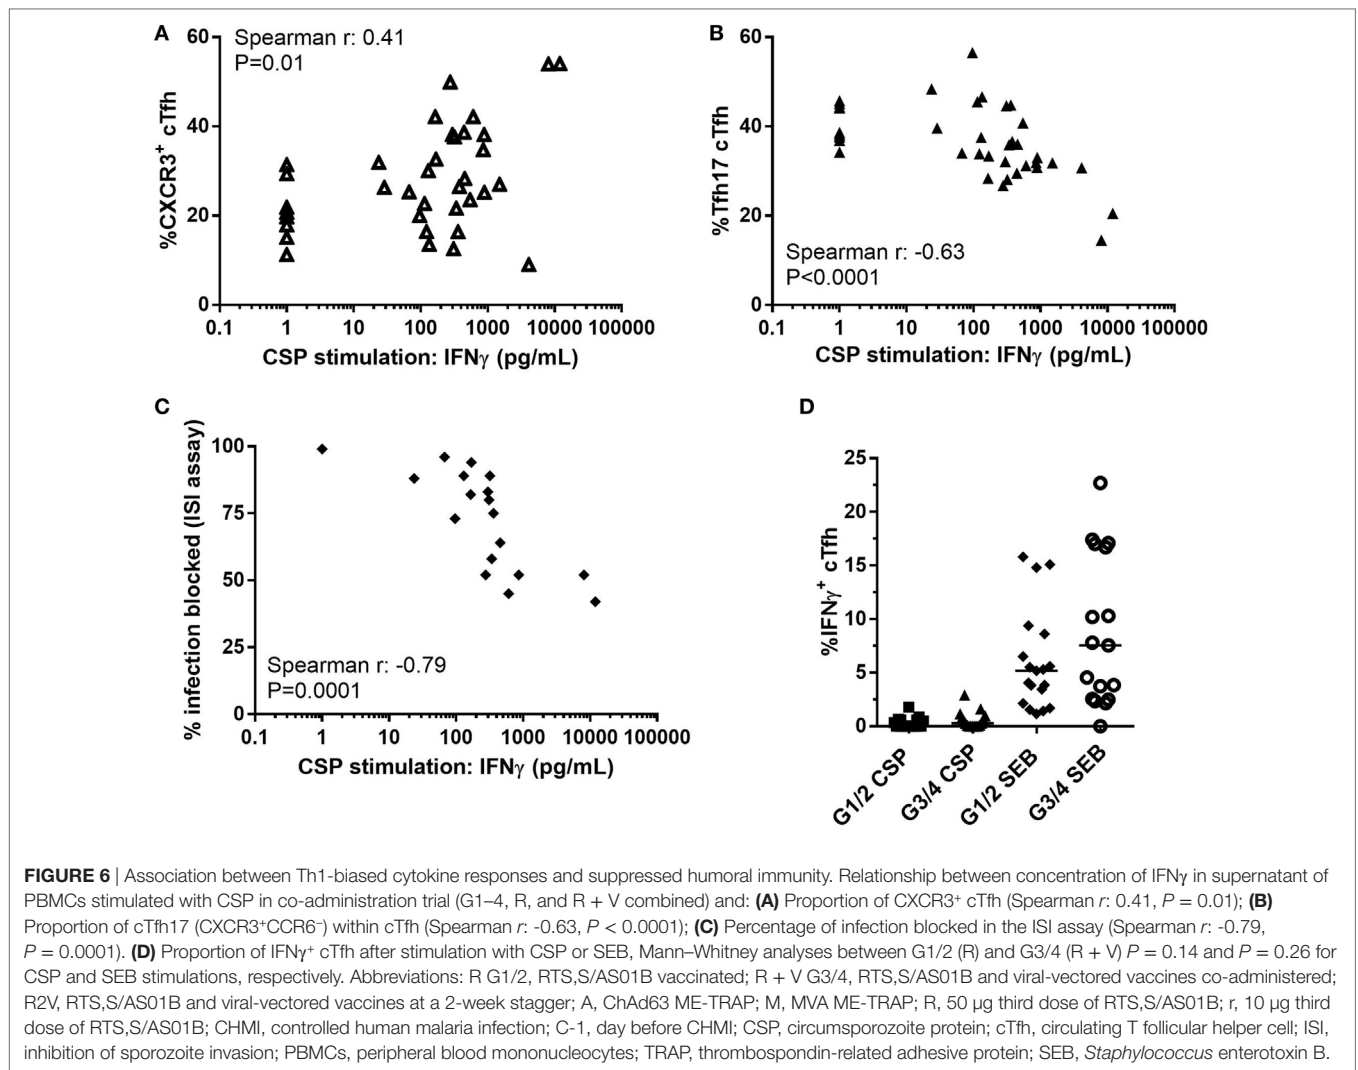 A
Spearman r: 0.41
P=0.01
%CXCR3+ cTfh
60
40
20
0
0.1 1 10 100 1000 10000 100000
CSP stimulation: IFNγ (pg/mL)
B
%Tfh17 cTfh
60
40
20
0
Spearman r: -0.63
P<0.0001
0.1 1 10 100 1000 10000 100000
CSP stimulation: IFNγ (pg/mL)
C
% infection blocked (ISI assay)
100
75
50
25
0
Spearman r: -0.79
P=0.0001
0.1 1 10 100 1000 10000 100000
CSP stimulation: IFNγ (pg/mL)
D
%IFNγ+ cTfh
25
20
15
10
5
0
G1/2 CSP
G3/4 CSP
G1/2 SEB
G3/4 SEB
FIGURE 6 | Association between Th1-biased cytokine responses and suppressed humoral immunity. Relationship between concentration of IFNγ in supernatant of
PBMCs stimulated with CSP in co-administration trial (G1–4, R, and R + V combined) and: (A) Proportion of CXCR3+ cTfh (Spearman r: 0.41, P = 0.01); (B)
Proportion of cTfh17 (CXCR3+CCR6−) within cTfh (Spearman r: -0.63, P < 0.0001); (C) Percentage of infection blocked in the ISI assay (Spearman r: -0.79,
P = 0.0001). (D) Proportion of IFNγ+ cTfh after stimulation with CSP or SEB, Mann–Whitney analyses between G1/2 (R) and G3/4 (R + V) P = 0.14 and P = 0.26 for
CSP and SEB stimulations, respectively. Abbreviations: R G1/2, RTS,S/AS01B vaccinated; R + V G3/4, RTS,S/AS01B and viral-vectored vaccines co-administered;
R2V, RTS,S/AS01B and viral-vectored vaccines at a 2-week stagger; A, ChAd63 ME-TRAP; M, MVA ME-TRAP; R, 50 µg third dose of RTS,S/AS01B; r, 10 µg third
dose of RTS,S/AS01B; CHMI, controlled human malaria infection; C-1, day before CHMI; CSP, circumsporozoite protein; cTfh, circulating T follicular helper cell; ISI,
inhibition of sporozoite invasion; PBMCs, peripheral blood mononucleocytes; TRAP, thrombospondin-related adhesive protein; SEB, Staphylococcus enterotoxin B.